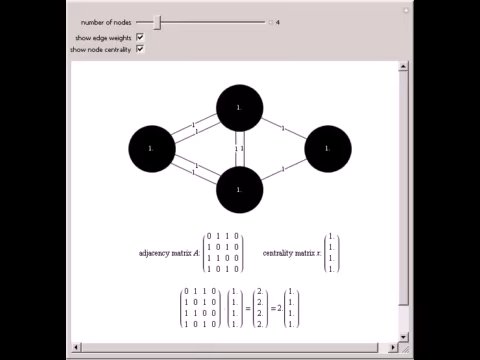 number of nodes 4
show edge weights
show node centrality
1.
1
1
1
1. 1 1 1.
1
1
1
1.
0 1 1 0 1.
1 0 1 0 1.
adjacency matrix A: centrality matrix x:
1 1 0 0 1.
1 0 1 0 1.
0 1 1 0 1. 2. 1.
1 0 1 0 . 1. = 2. = 2. 1.
1 1 0 0 1. 2. 1.
1 0 1 0 1. 2. 1.